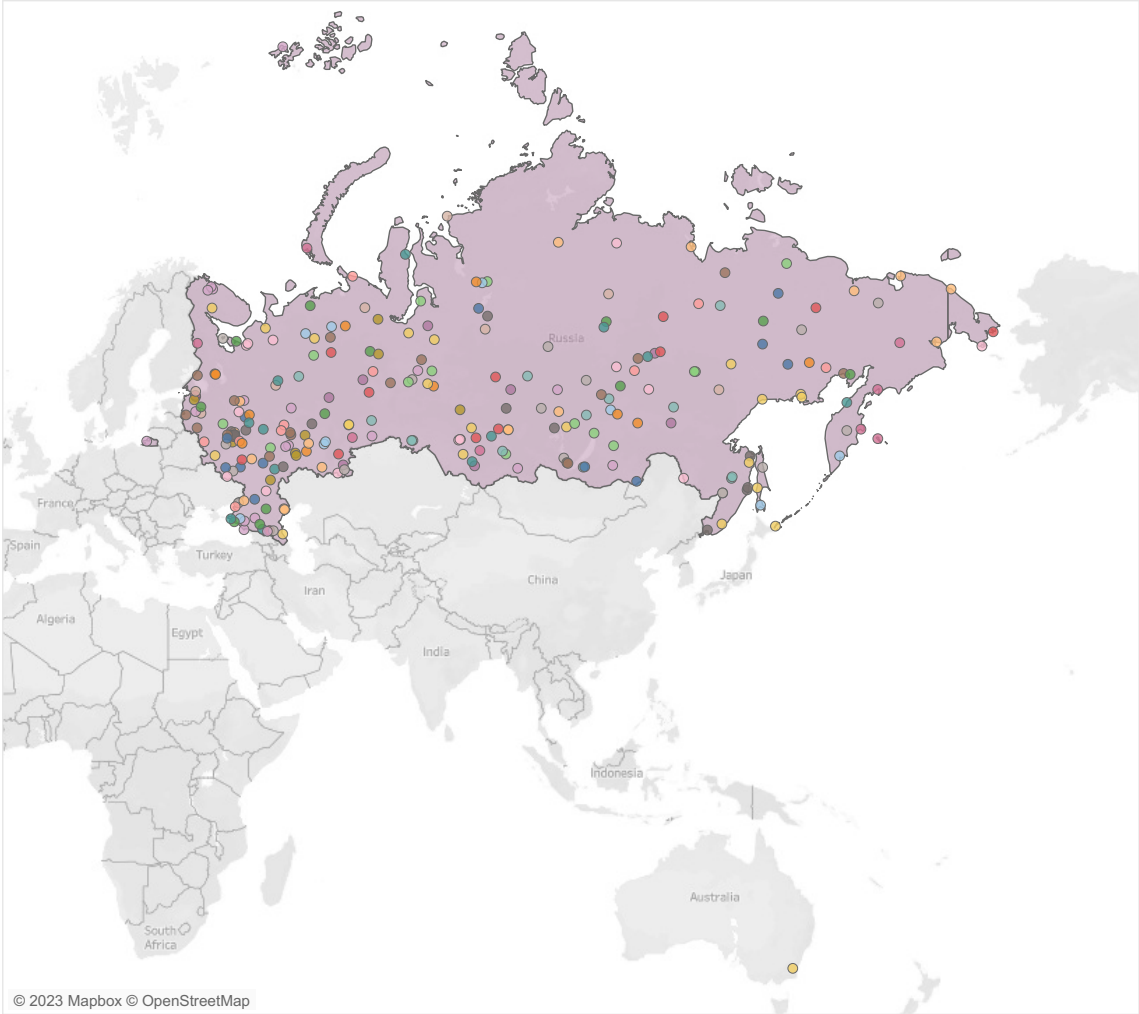 Russia
France
Spain
Turkey
Iran
China
Japan
Algeria
Egypt
India
Indonesia
Australia
South
Africa
© 2023 Mapbox © OpenStreetMap